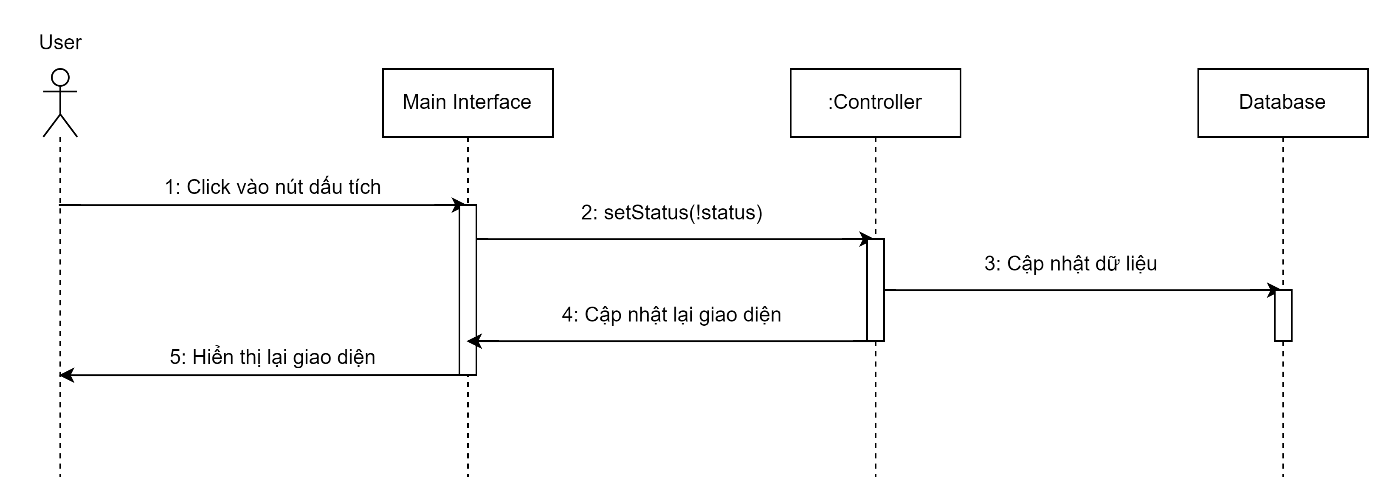 User
Main Interface
:Controller
Database
1: Click vào nút dấu tích
2: setStatus(!status)
3: Cập nhật dữ liệu
4: Cập nhật lại giao diện
5: Hiển thị lại giao diện